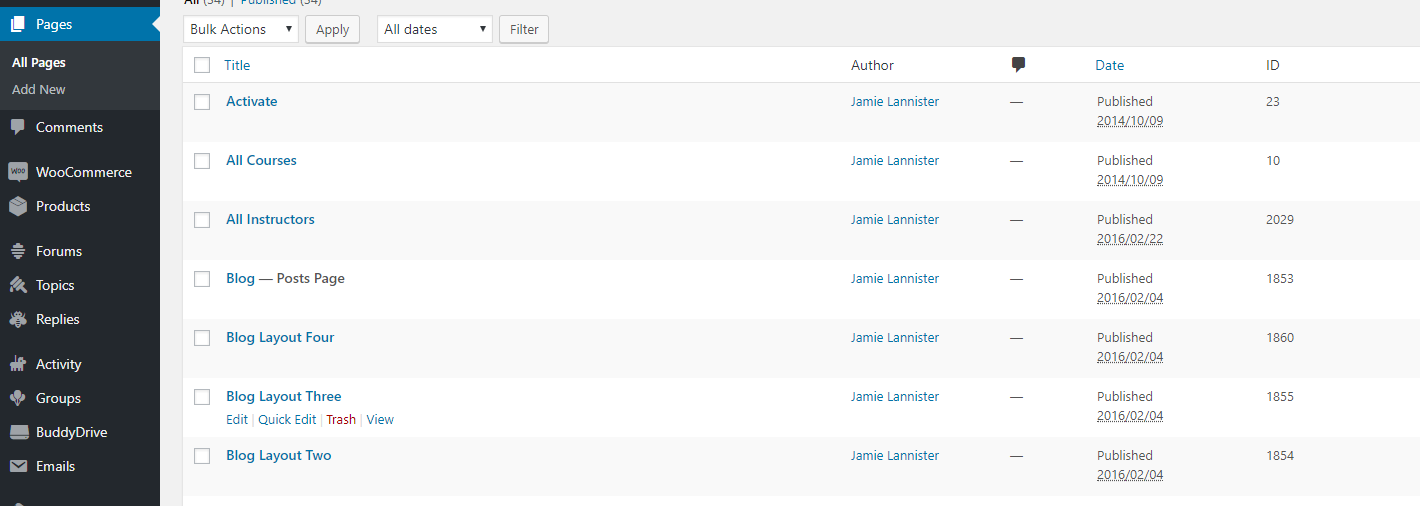 All (34) | Published (34)
Pages
Bulk Actions Apply All dates Filter
All Pages
Add New
Comments
WOO WooCommerce
Products
Forums
Topics
Replies
Activity
Groups
BuddyDrive
Emails
Title Author Date ID
Activate Jamie Lannister — Published 23
2014/10/09
All Courses Jamie Lannister — Published 10
2014/10/09
All Instructors Jamie Lannister — Published 2029
2016/02/22
Blog — Posts Page Jamie Lannister — Published 1853
2016/02/04
Blog Layout Four Jamie Lannister — Published 1860
2016/02/04
Blog Layout Three Jamie Lannister — Published 1855
Edit | Quick Edit | Trash | View 2016/02/04
Blog Layout Two Jamie Lannister — Published 1854
2016/02/04